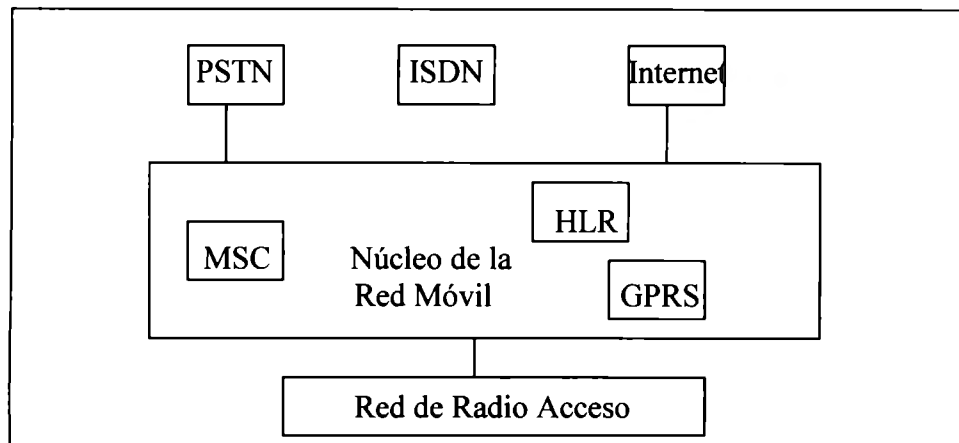 PSTN
ISDN
Internet
HLR
MSC
Núcleo de la
Red Móvil
GPRS
Red de Radio Acceso